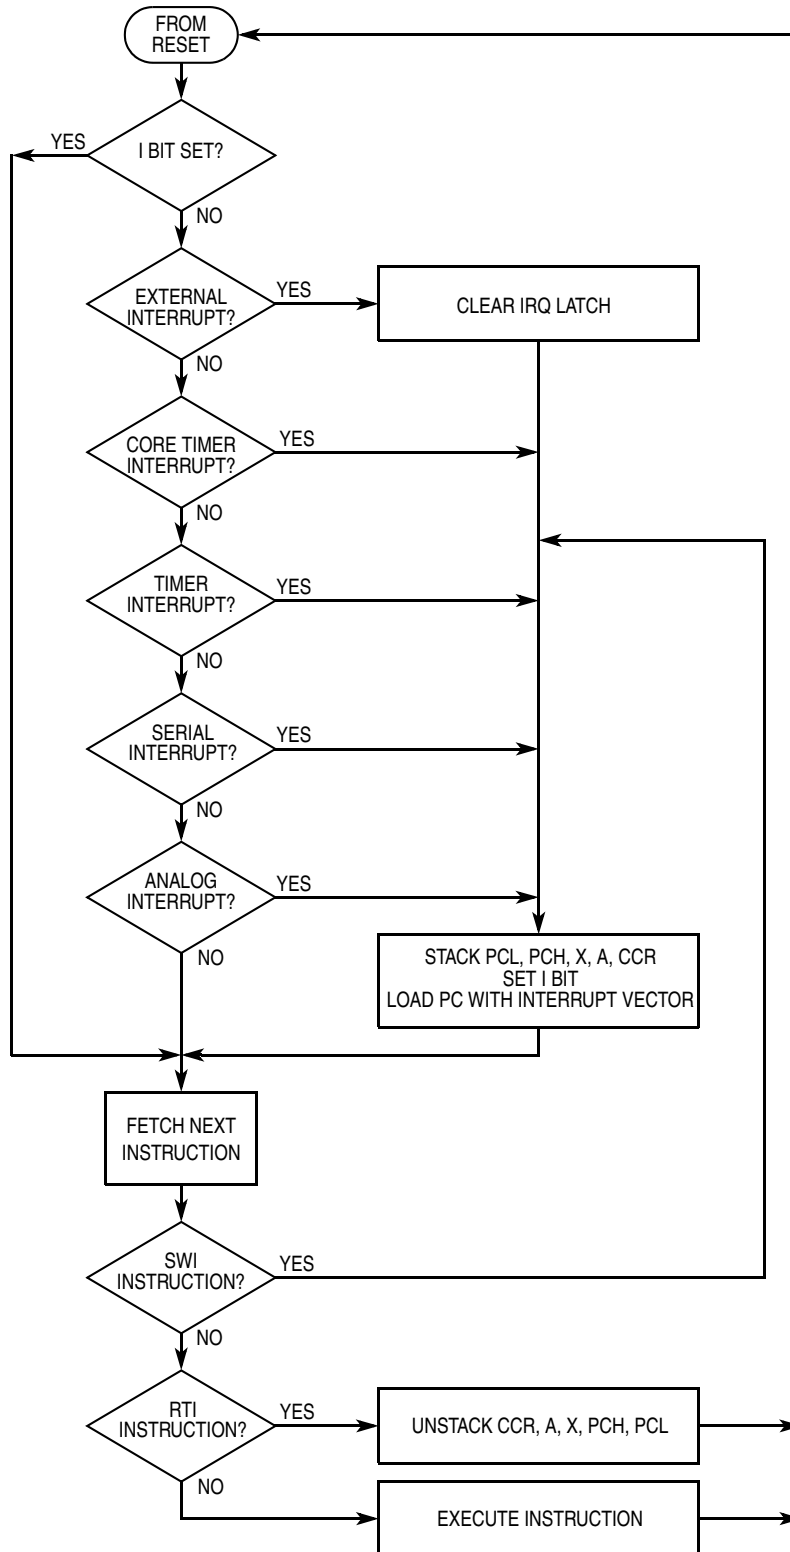 FROM
RESET
YES
I BIT SET?
NO
EXTERNAL
INTERRUPT?
YES
CLEAR IRQ LATCH
NO
CORE TIMER
INTERRUPT?
YES
NO
TIMER
INTERRUPT?
YES
NO
SERIAL
INTERRUPT?
YES
NO
ANALOG
INTERRUPT?
YES
NO
STACK PCL, PCH, X, A, CCR
SET I BIT
LOAD PC WITH INTERRUPT VECTOR
FETCH NEXT
INSTRUCTION
SWI
INSTRUCTION?
YES
NO
RTI
INSTRUCTION?
YES
UNSTACK CCR, A, X, PCH, PCL
NO
EXECUTE INSTRUCTION